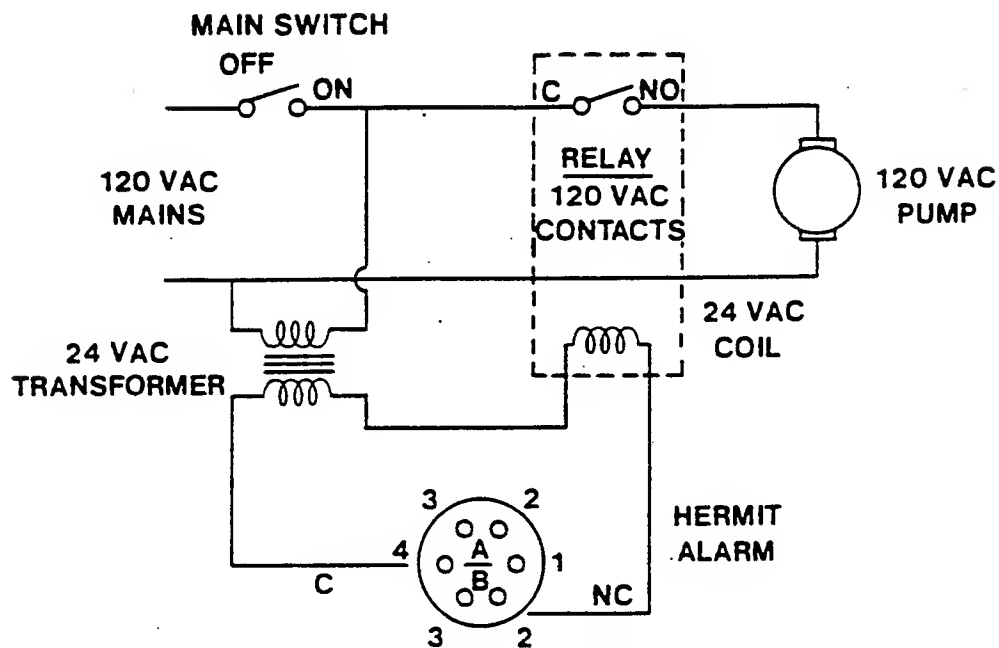 MAIN SWITCH
OFF
ON
C
NO
120 VAC
MAINS
RELAY
120 VAC
CONTACTS
120 VAC
PUMP
24 VAC
COIL
24 VAC
TRANSFORMER
3
2
4
A
1
B
C
3
2
NC
HERMIT
ALARM